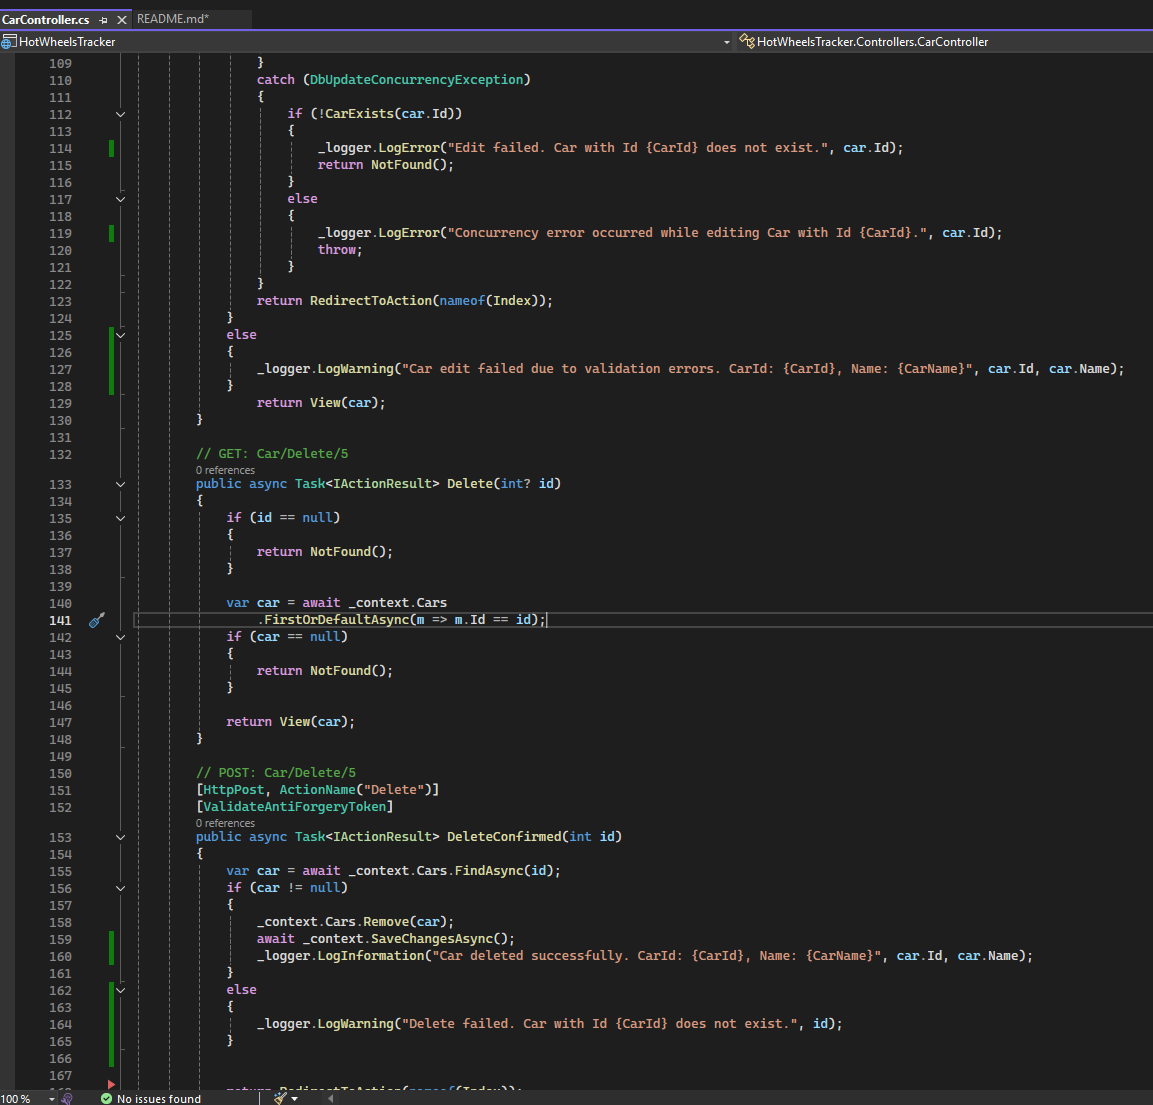 CarController.cs README.md*
HotWheelsTracker HotWheelsTracker.Controllers.CarController
109 }
110 catch (DbUpdateConcurrencyException)
111 {
112 if (!CarExists(car.Id))
113 {
114 _logger.LogError("Edit failed. Car with Id {CarId} does not exist.", car.Id);
115 return NotFound();
116 }
117 else
118 {
119 _logger.LogError("Concurrency error occurred while editing Car with Id {CarId}.", car.Id);
120 throw;
121 }
122 }
123 return RedirectToAction(nameof(Index));
124 }
125 else
126 {
127 _logger.LogWarning("Car edit failed due to validation errors. CarId: {CarId}, Name: {CarName}", car.Id, car.Name);
128 }
129 return View(car);
130 }
131
132 // GET: Car/Delete/5
0 references
133 public async Task<IActionResult> Delete(int? id)
134 {
135 if (id == null)
136 {
137 return NotFound();
138 }
139
140 var car = await _context.Cars
141 .FirstOrDefaultAsync(m => m.Id == id);
142 if (car == null)
143 {
144 return NotFound();
145 }
146
147 return View(car);
148 }
149
150 // POST: Car/Delete/5
151 [HttpPost, ActionName("Delete")]
152 [ValidateAntiForgeryToken]
0 references
153 public async Task<IActionResult> DeleteConfirmed(int id)
154 {
155 var car = await _context.Cars.FindAsync(id);
156 if (car != null)
157 {
158 _context.Cars.Remove(car);
159 await _context.SaveChangesAsync();
160 _logger.LogInformation("Car deleted successfully. CarId: {CarId}, Name: {CarName}", car.Id, car.Name);
161 }
162 else
163 {
164 _logger.LogWarning("Delete failed. Car with Id {CarId} does not exist.", id);
165 }
166
167
168 return RedirectToAction(nameof(Index));
100 % No issues found